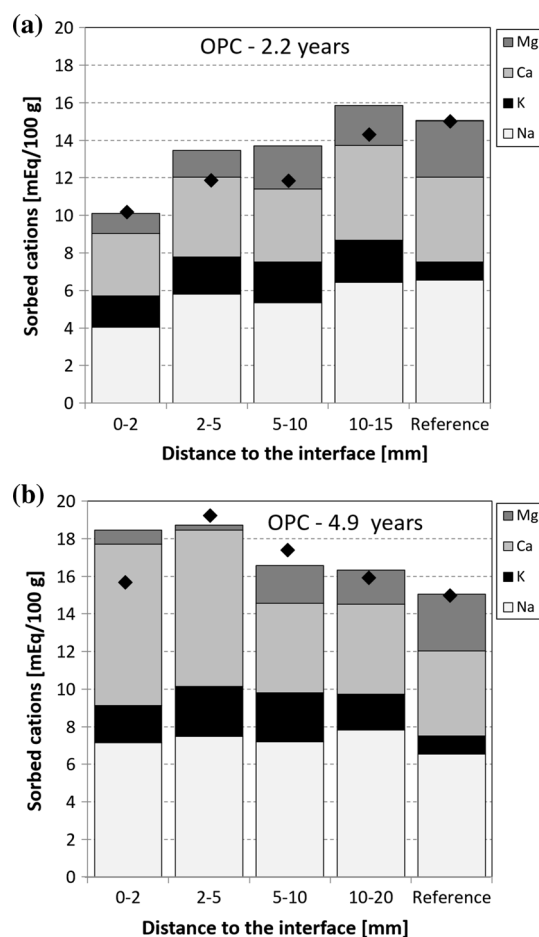 (a)
OPC - 2.2 years
Sorbed cations [mEq/100 g]
20
18
16
14
12
10
8
6
4
2
0
0-2 2-5 5-10 10-15 Reference
Distance to the interface [mm]
Mg
Ca
K
Na
(b)
OPC - 4.9 years
Sorbed cations [mEq/100 g]
20
18
16
14
12
10
8
6
4
2
0
0-2 2-5 5-10 10-20 Reference
Distance to the interface [mm]
Mg
Ca
K
Na